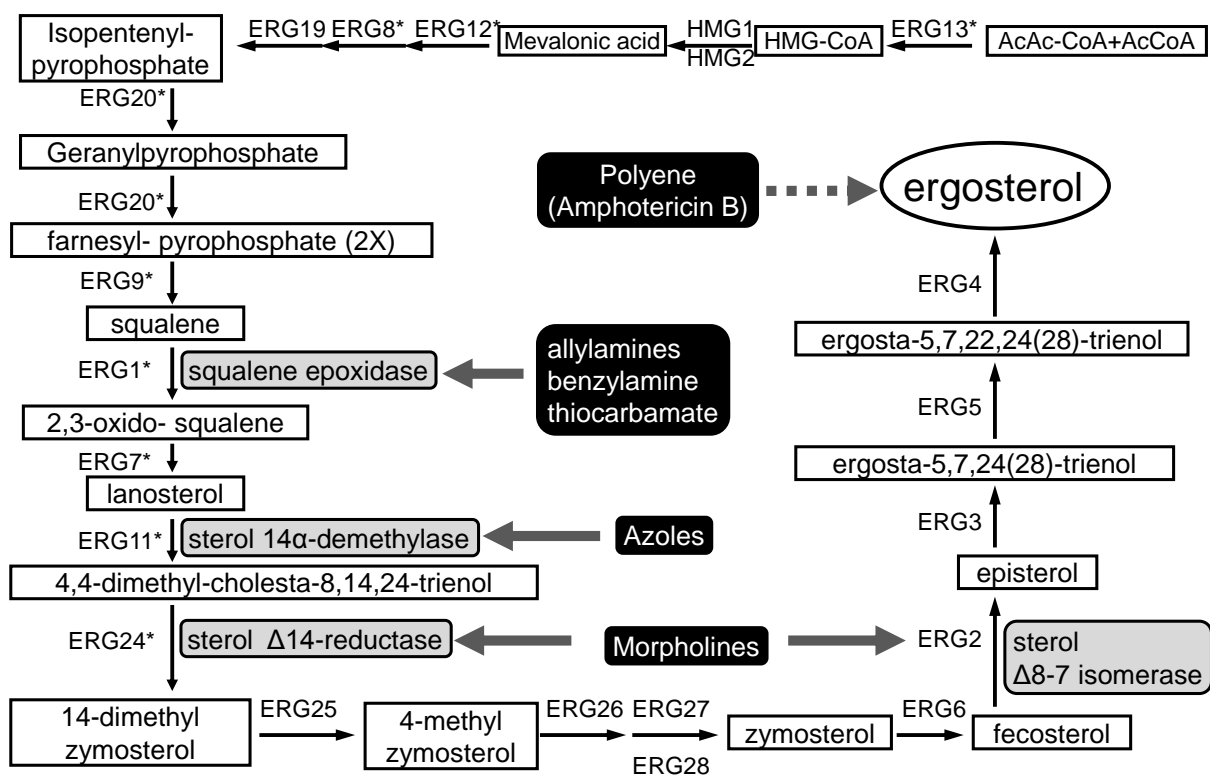 Isopentenyl-
pyrophosphate
ERG19
ERG8*
ERG12*
Mevalonic acid
HMG1
HMG2
HMG-CoA
ERG13*
AcAc-CoA+AcCoA
ERG20*
Geranylpyrophosphate
ERG20*
farnesyl- pyrophosphate (2X)
ERG9*
squalene
ERG1*
squalene epoxidase
allylamines
benzylamine
thiocarbamate
2,3-oxido- squalene
ERG7*
lanosterol
ERG11*
sterol 14α-demethylase
Azoles
4,4-dimethyl-cholesta-8,14,24-trienol
ERG24*
sterol Δ14-reductase
Morpholines
14-dimethyl
zymosterol
ERG25
4-methyl
zymosterol
ERG26
ERG27
ERG28
zymosterol
ERG6
fecosterol
ERG2
sterol
Δ8-7 isomerase
episterol
ERG3
ergosta-5,7,24(28)-trienol
ERG5
ergosta-5,7,22,24(28)-trienol
ERG4
ergosterol
Polyene
(Amphotericin B)